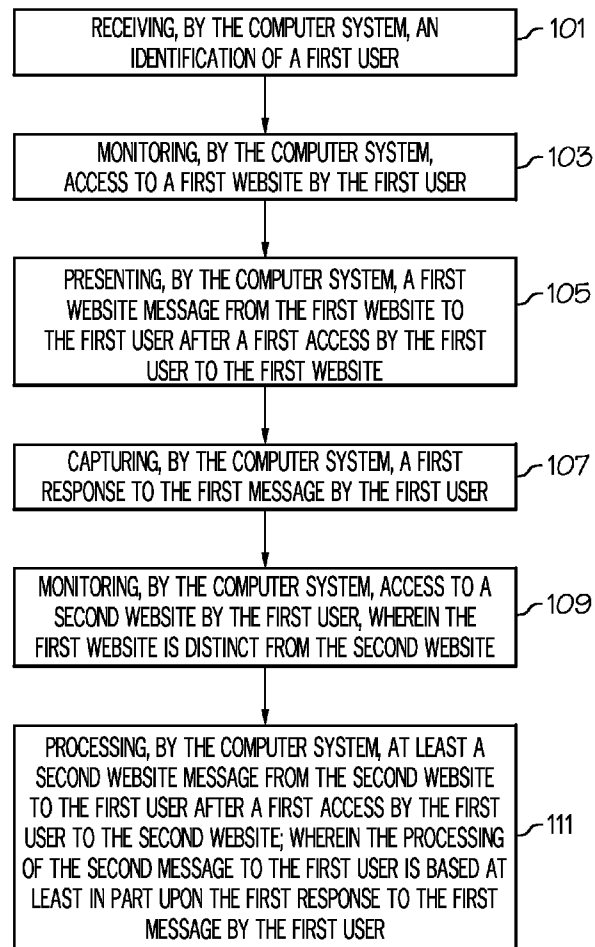 RECEIVING, BY THE COMPUTER SYSTEM, AN
IDENTIFICATION OF A FIRST USER
101
MONITORING, BY THE COMPUTER SYSTEM,
ACCESS TO A FIRST WEBSITE BY THE FIRST USER
103
PRESENTING, BY THE COMPUTER SYSTEM, A FIRST
WEBSITE MESSAGE FROM THE FIRST WEBSITE TO
THE FIRST USER AFTER A FIRST ACCESS BY THE FIRST
USER TO THE FIRST WEBSITE
105
CAPTURING, BY THE COMPUTER SYSTEM, A FIRST
RESPONSE TO THE FIRST MESSAGE BY THE FIRST USER
107
MONITORING, BY THE COMPUTER SYSTEM, ACCESS TO A
SECOND WEBSITE BY THE FIRST USER, WHEREIN THE
FIRST WEBSITE IS DISTINCT FROM THE SECOND WEBSITE
109
PROCESSING, BY THE COMPUTER SYSTEM, AT LEAST A
SECOND WEBSITE MESSAGE FROM THE SECOND WEBSITE
TO THE FIRST USER AFTER A FIRST ACCESS BY THE FIRST
USER TO THE SECOND WEBSITE; WHEREIN THE PROCESSING
OF THE SECOND MESSAGE TO THE FIRST USER IS BASED AT
LEAST IN PART UPON THE FIRST RESPONSE TO THE FIRST
MESSAGE BY THE FIRST USER
111